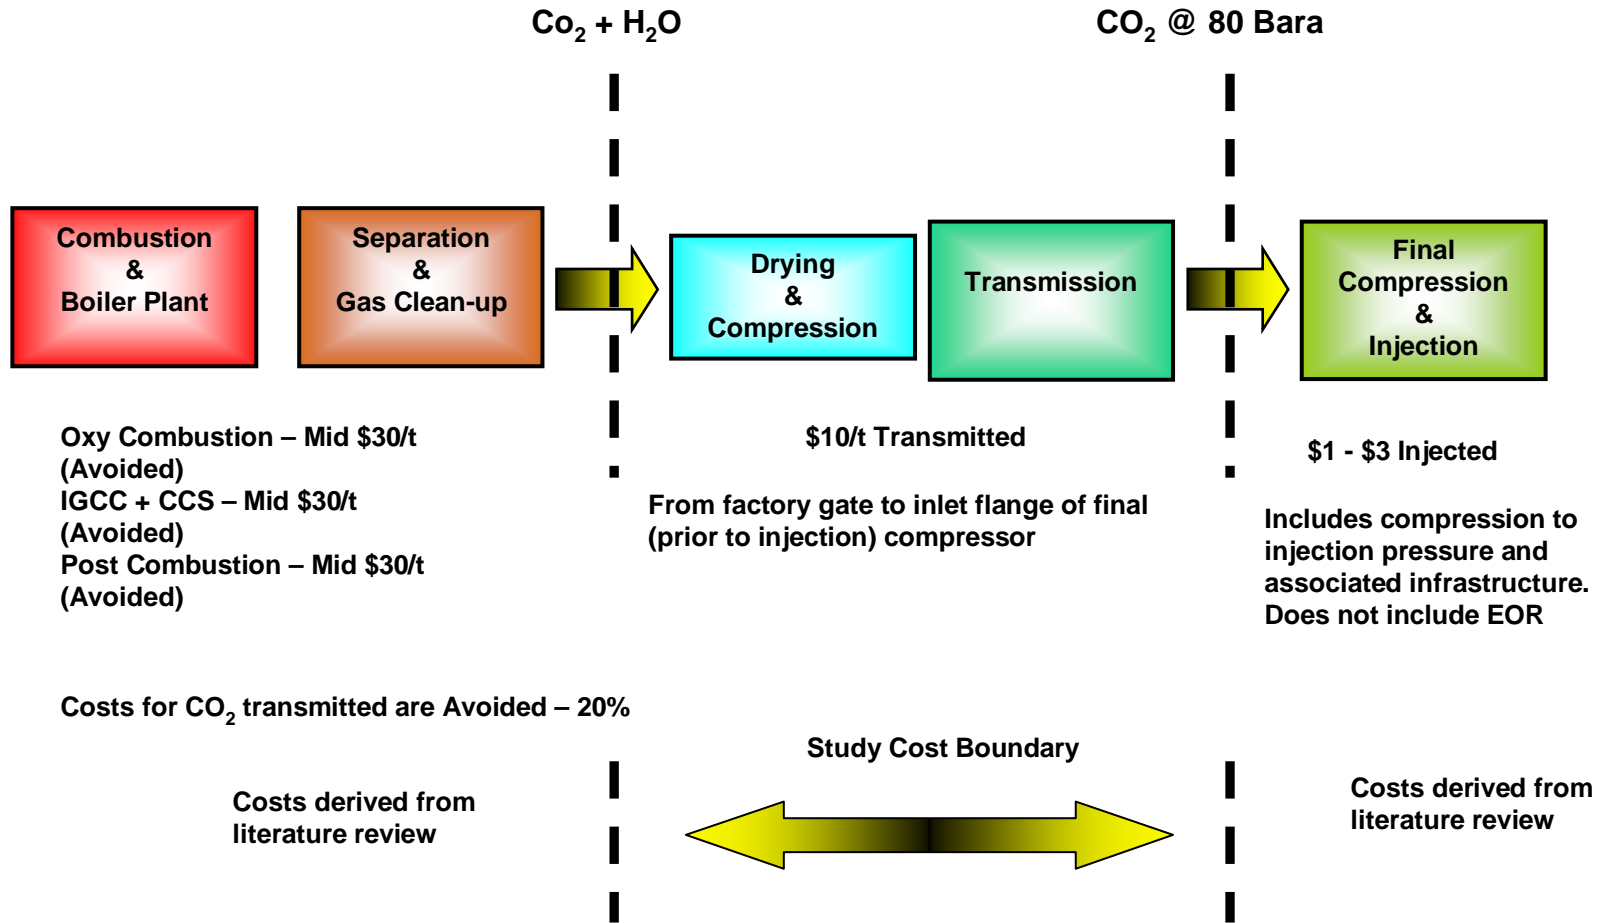 Co₂ + H₂O
CO₂ @ 80 Bara
Combustion
&
Boiler Plant
Separation
&
Gas Clean-up
Drying
&
Compression
Transmission
Final
Compression
&
Injection
Oxy Combustion – Mid $30/t
(Avoided)
IGCC + CCS – Mid $30/t
(Avoided)
Post Combustion – Mid $30/t
(Avoided)
$10/t Transmitted
From factory gate to inlet flange of final
(prior to injection) compressor
$1 - $3 Injected
Includes compression to
injection pressure and
associated infrastructure.
Does not include EOR
Costs for CO₂ transmitted are Avoided – 20%
Study Cost Boundary
Costs derived from
literature review
Costs derived from
literature review